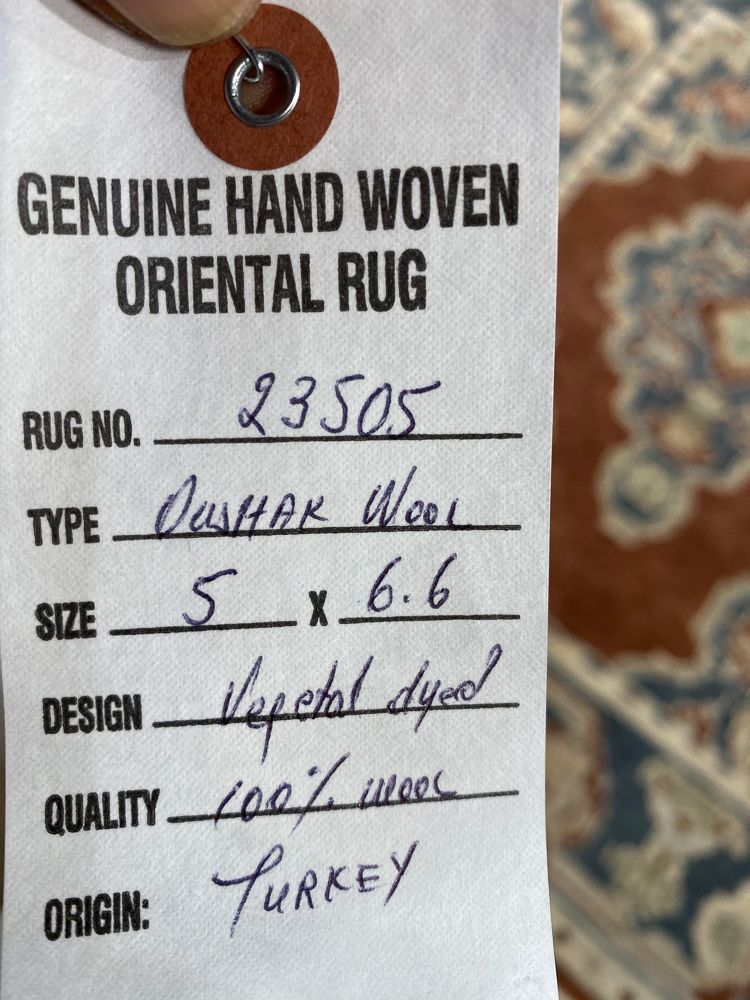 GENUINE HAND WOVEN
ORIENTAL RUG
RUG NO. 23505
TYPE OUSHAK WOOL
SIZE 5 X 6.6
DESIGN Vegetal dyed
QUALITY 100% wool
ORIGIN: TURKEY